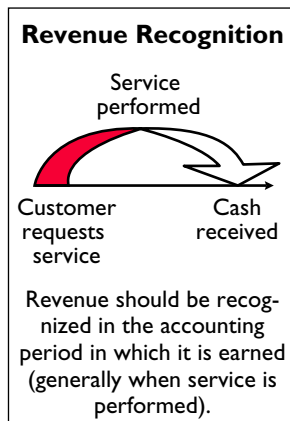 Revenue Recognition
Service
performed
Customer
requests
service
Cash
received
Revenue should be recog-
nized in the accounting
period in which it is earned
(generally when service is
performed).